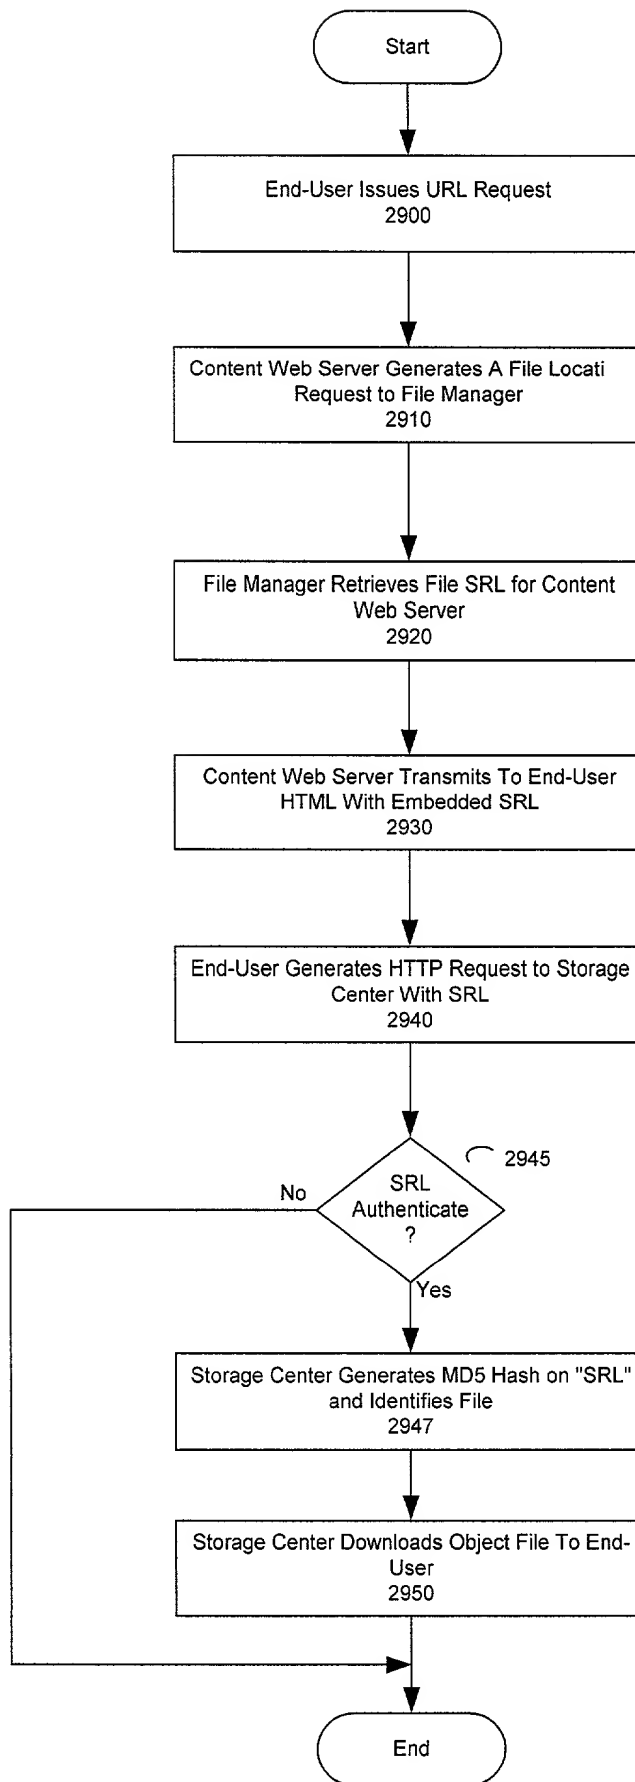 Start
End-User Issues URL Request
2900
Content Web Server Generates A File Locati
Request to File Manager
2910
File Manager Retrieves File SRL for Content
Web Server
2920
Content Web Server Transmits To End-User
HTML With Embedded SRL
2930
End-User Generates HTTP Request to Storage
Center With SRL
2940
2945
SRL
Authenticate
?
No
Yes
Storage Center Generates MD5 Hash on "SRL"
and Identifies File
2947
Storage Center Downloads Object File To End-
User
2950
End